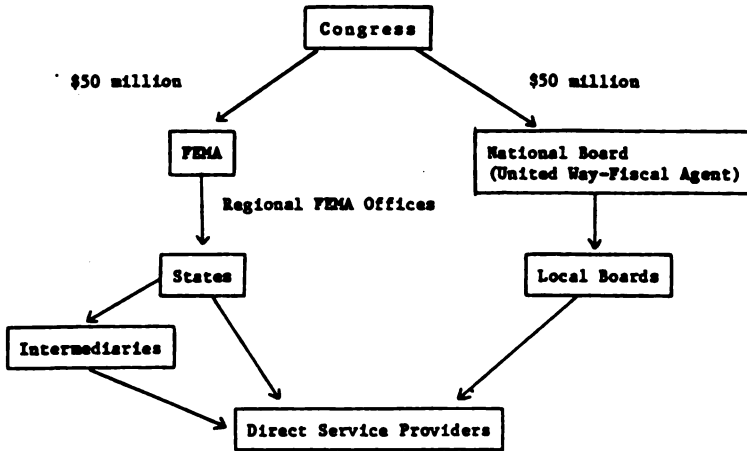 Congress
$50 million
$50 million
FEMA
National Board
(United Way-Fiscal Agent)
Regional FEMA Offices
States
Local Boards
Intermediaries
Direct Service Providers